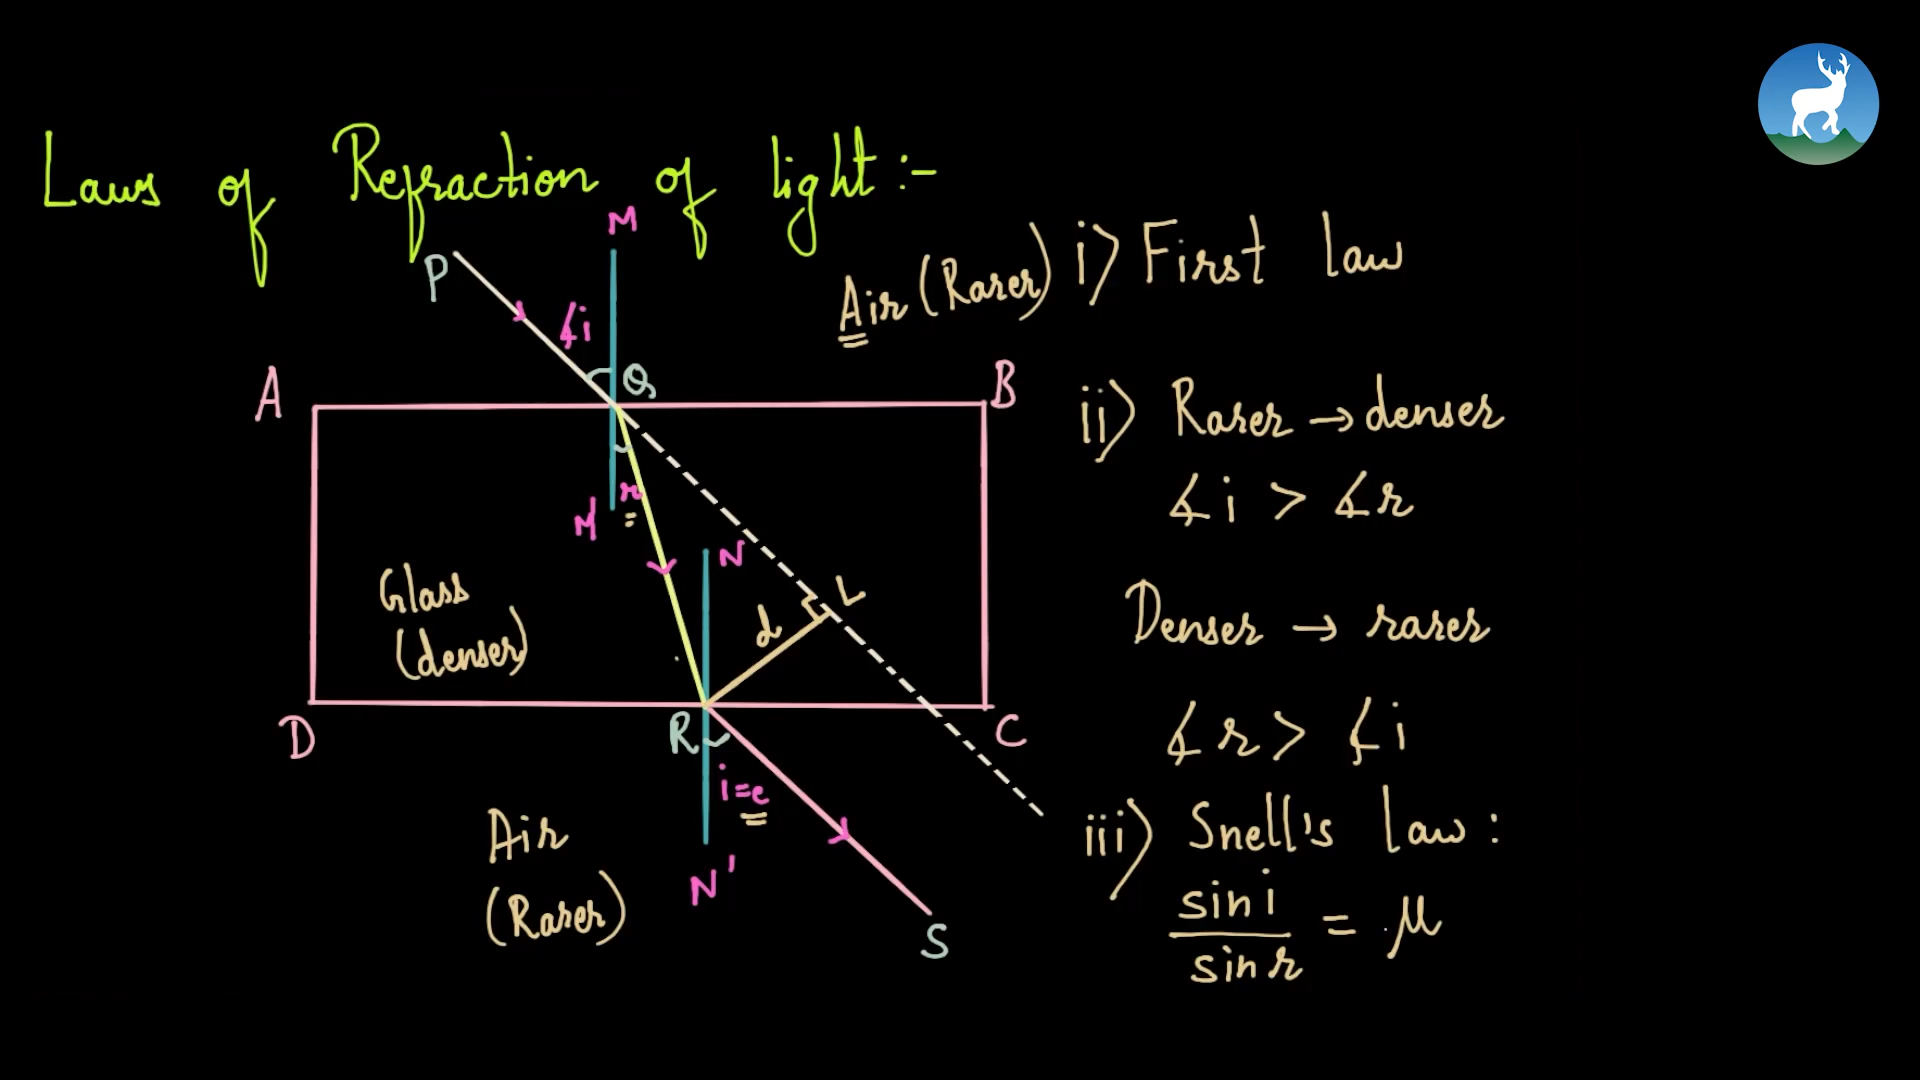 Laws of Refraction of light :-
M
P
∡i
Air (Rarer)
i) First law
A
Q
B
ii) Rarer → denser
∡i > ∡r
r
M'
N
Glass
(denser)
d
L
Denser → rarer
D
R
C
∡r > ∡i
i=e
Air
(Rarer)
N'
S
iii) Snell's law :
sin i
= μ
sin r